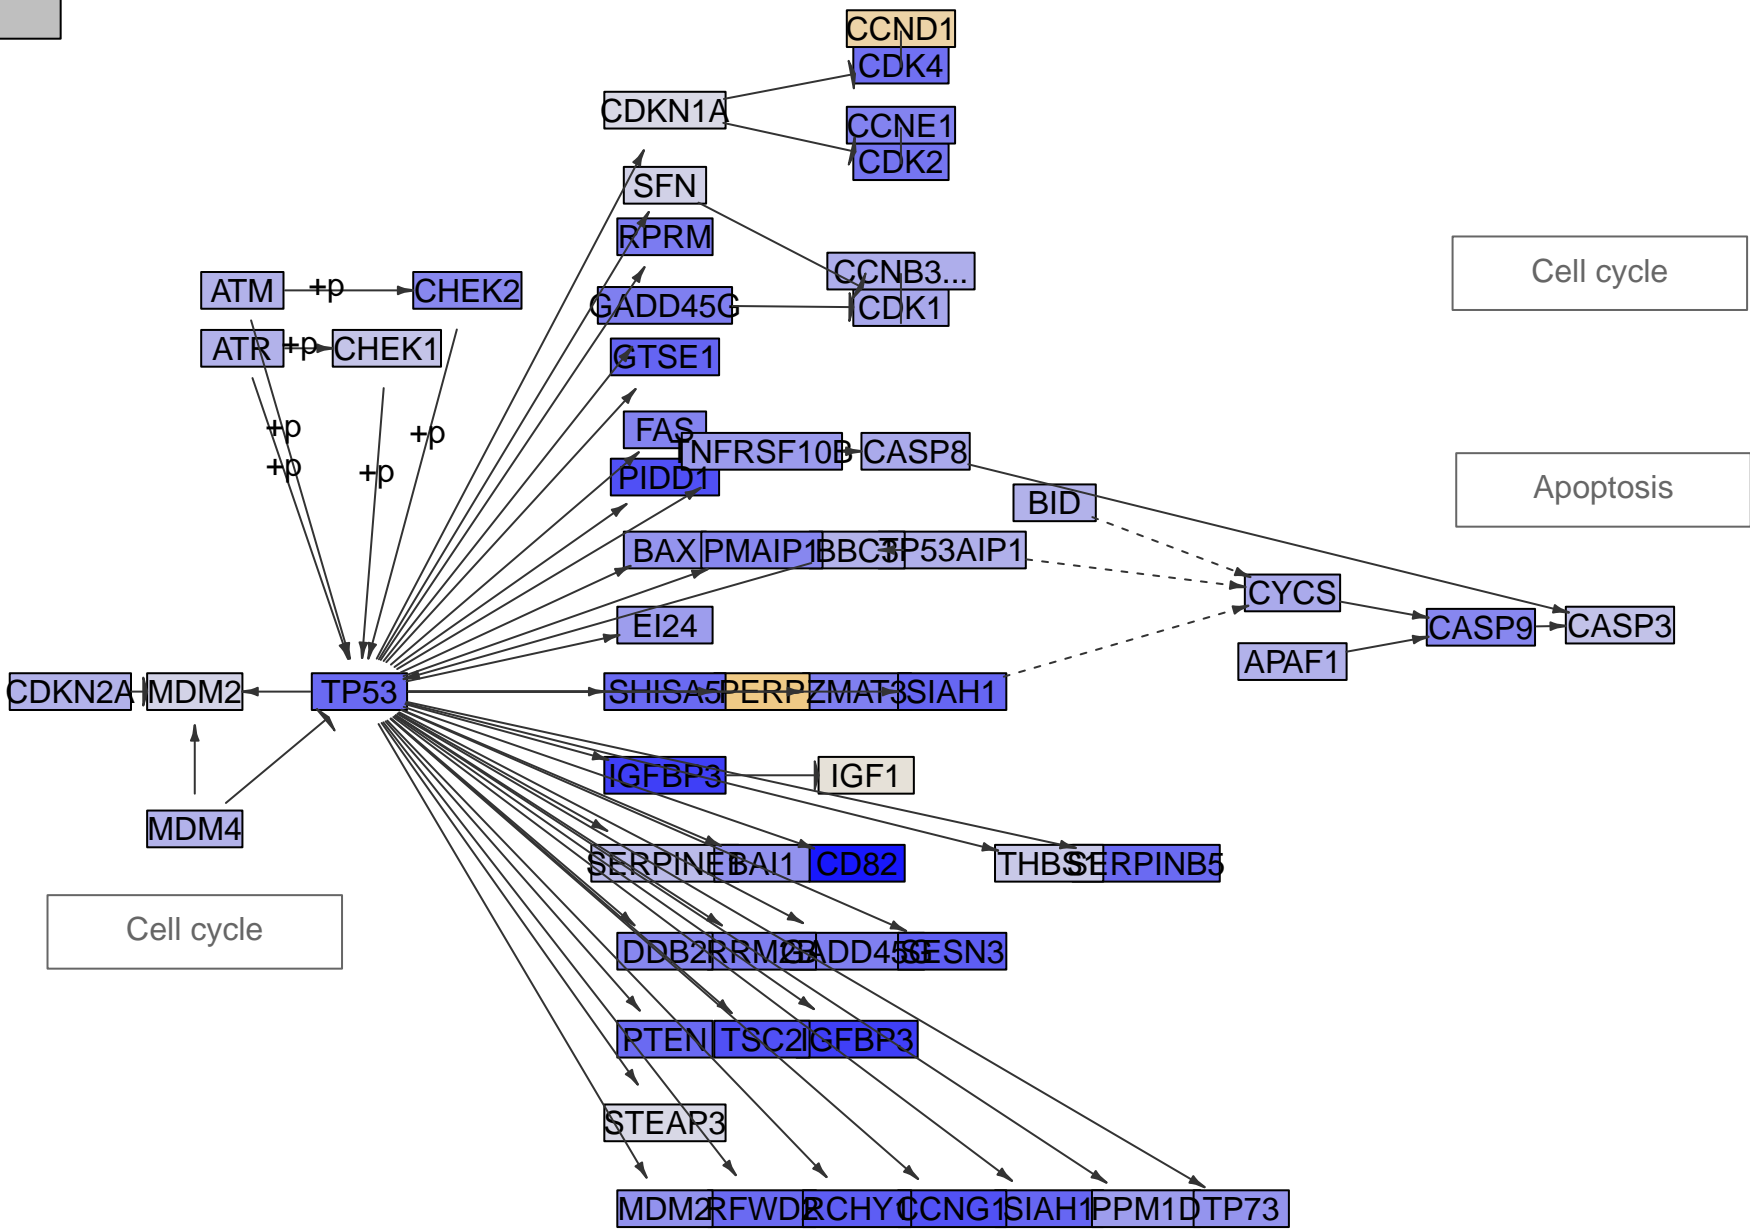 CCND1
CDK4
CDKN1A
CCNE1
CDK2
SFN
RPRM
Cell cycle
ATM
+p
CHEK2
CCNB3...
GADD45G
CDK1
ATR
+p
CHEK1
GTSE1
FAS
+p
+p
TNFRSF10B
CASP8
+p
+p
PIDD1
Apoptosis
BID
BAX
PMAIP1
BBC3
TP53AIP1
CYCS
EI24
CASP9
CASP3
APAF1
CDKN2A
MDM2
TP53
SHISA5
PERP
ZMAT3
SIAH1
IGFBP3
IGF1
MDM4
SERPINE1
BAI1
CD82
THBS1
SERPINB5
Cell cycle
DDB2
RRM2B
GADD45G
SESN3
PTEN
TSC2
IGFBP3
STEAP3
MDM2
RFWD2
RCHY1
CCNG1
SIAH1
PPM1D
TP73